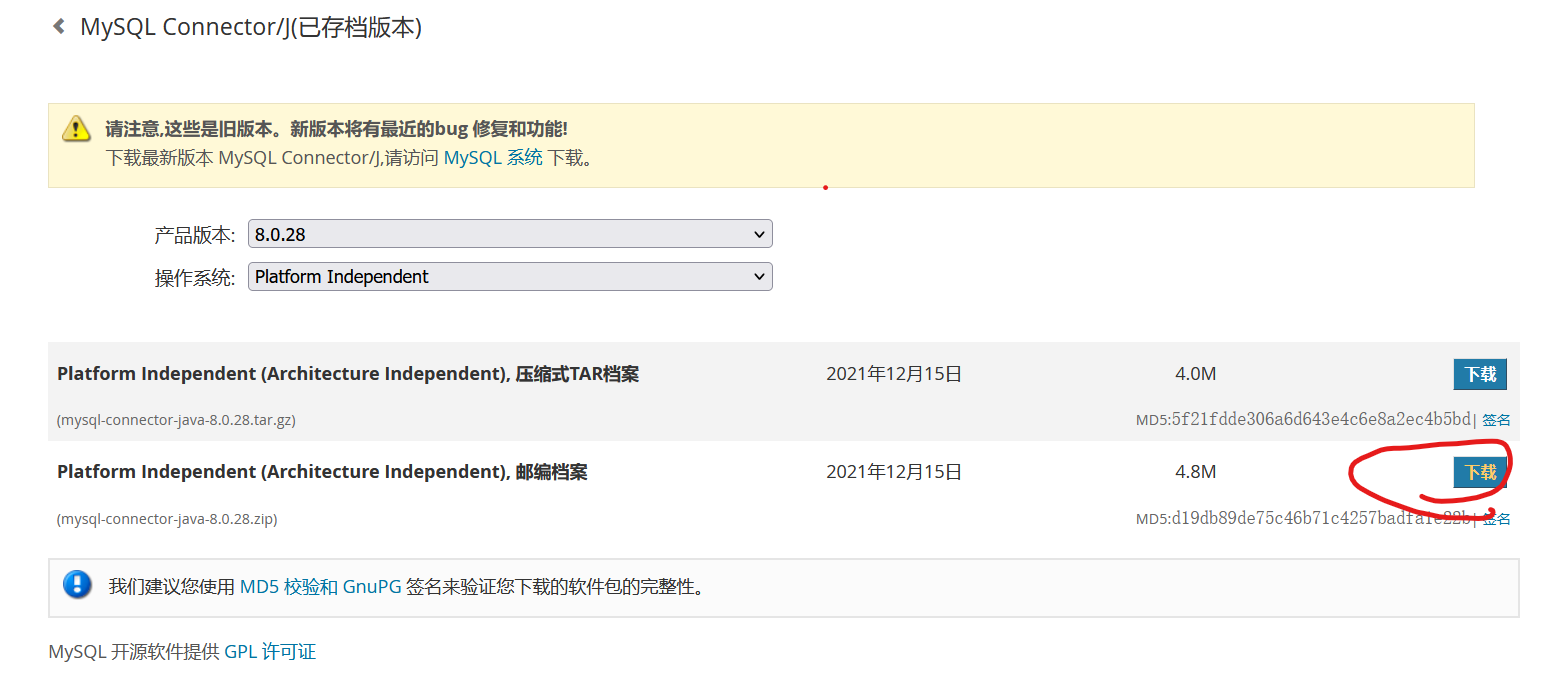 MySQL Connector/J(已存档版本)
请注意,这些是旧版本。新版本将有最近的bug 修复和功能!
下载最新版本 MySQL Connector/J,请访问 MySQL 系统 下载。
产品版本: 8.0.28
操作系统: Platform Independent
Platform Independent (Architecture Independent), 压缩式TAR档案 2021年12月15日 4.0M 下载
(mysql-connector-java-8.0.28.tar.gz) MD5:5f21fdde306a6d643e4c6e8a2ec4b5bd| 签名
Platform Independent (Architecture Independent), 邮编档案 2021年12月15日 4.8M 下载
(mysql-connector-java-8.0.28.zip) MD5: 签名
我们建议您使用 MD5 校验和 GnuPG 签名来验证您下载的软件包的完整性。
MySQL 开源软件提供 GPL 许可证